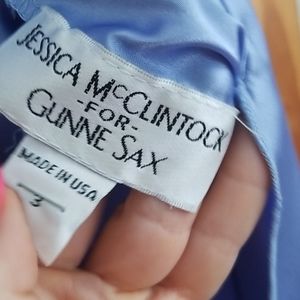 JESSICA McCLINTOCK
-FOR-
GUNNE SAX
MADE IN USA
3